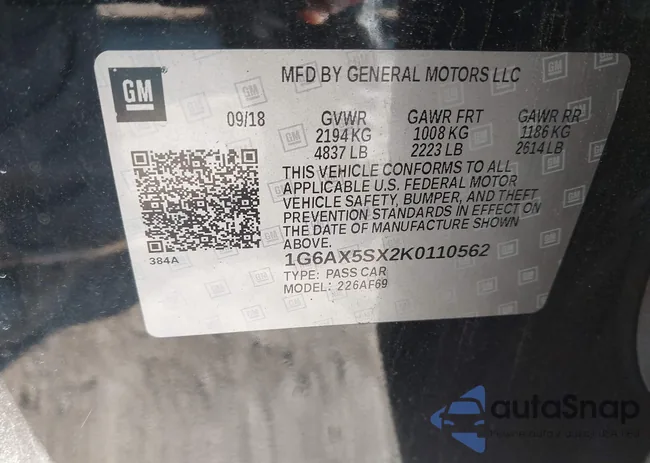 GM
MFD BY GENERAL MOTORS LLC
09/18 GVWR GAWR FRT GAWR RR
2194 KG 1008 KG 1186 KG
4837 LB 2223 LB 2614 LB
THIS VEHICLE CONFORMS TO ALL
APPLICABLE U.S. FEDERAL MOTOR
VEHICLE SAFETY, BUMPER, AND THEFT
PREVENTION STANDARDS IN EFFECT ON
THE DATE OF MANUFACTURE SHOWN
ABOVE.
384A
1G6AX5SX2K0110562
TYPE: PASS CAR
MODEL: 226AF69
autoSnap